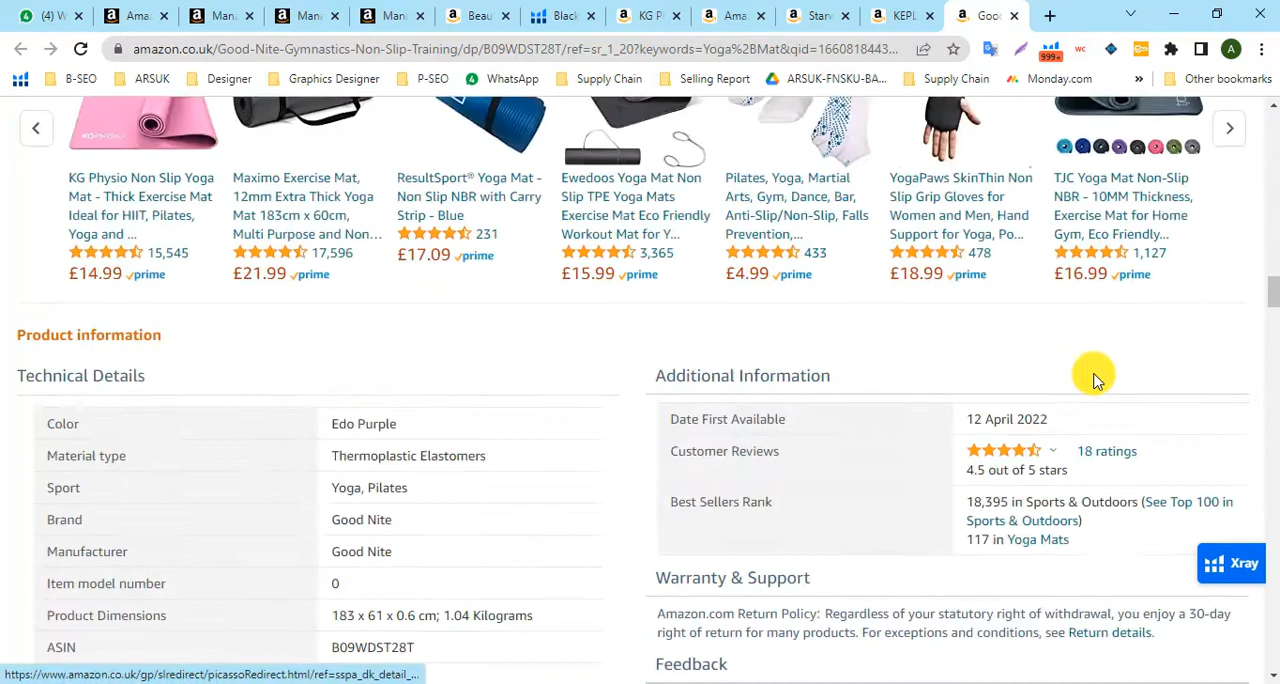 (4) W
Amaz
Mana
Mana
Mana
Beau
Black
KG P
Amaz
Starw
KEPL
Good
amazon.co.uk/Good-Nite-Gymnastics-Non-Slip-Training/dp/B09WDST28T/ref=sr_1_20?keywords=Yoga%2BMat&qid=1660818443...
999+
wc
A
B-SEO
ARSUK
Designer
Graphics Designer
P-SEO
WhatsApp
Supply Chain
Selling Report
ARSUK-FNSKU-BA...
Supply Chain
Monday.com
»
Other bookmarks
KG Physio Non Slip Yoga
Mat - Thick Exercise Mat
Ideal for HIIT, Pilates,
Yoga and ...
15,545
£14.99 prime
Maximo Exercise Mat,
12mm Extra Thick Yoga
Mat 183cm x 60cm,
Multi Purpose and Non...
17,596
£21.99 prime
ResultSport® Yoga Mat -
Non Slip NBR with Carry
Strip - Blue
231
£17.09 prime
Ewedoos Yoga Mat Non
Slip TPE Yoga Mats
Exercise Mat Eco Friendly
Workout Mat for Y...
3,365
£15.99 prime
Pilates, Yoga, Martial
Arts, Gym, Dance, Bar,
Anti-Slip/Non-Slip, Falls
Prevention,...
433
£4.99 prime
YogaPaws SkinThin Non
Slip Grip Gloves for
Women and Men, Hand
Support for Yoga, Po...
478
£18.99 prime
TJC Yoga Mat Non-Slip
NBR - 10MM Thickness,
Exercise Mat for Home
Gym, Eco Friendly...
1,127
£16.99 prime
Product information
Technical Details
Color Edo Purple
Material type Thermoplastic Elastomers
Sport Yoga, Pilates
Brand Good Nite
Manufacturer Good Nite
Item model number 0
Product Dimensions 183 x 61 x 0.6 cm; 1.04 Kilograms
ASIN B09WDST28T
Additional Information
Date First Available 12 April 2022
Customer Reviews 18 ratings
4.5 out of 5 stars
Best Sellers Rank 18,395 in Sports & Outdoors (See Top 100 in
Sports & Outdoors)
117 in Yoga Mats
Xray
Warranty & Support
Amazon.com Return Policy: Regardless of your statutory right of withdrawal, you enjoy a 30-day
right of return for many products. For exceptions and conditions, see Return details.
Feedback
https://www.amazon.co.uk/gp/slredirect/picassoRedirect.html/ref=sspa_dk_detail_...